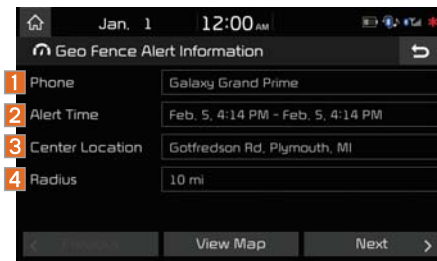 Jan. 1 12:00 AM
Geo Fence Alert Information
1 Phone Galaxy Grand Prime
2 Alert Time Feb. 5, 4:14 PM - Feb. 5, 4:14 PM
3 Center Location Gotfredson Rd, Plymouth, MI
4 Radius 10 mi
< Previous View Map Next >